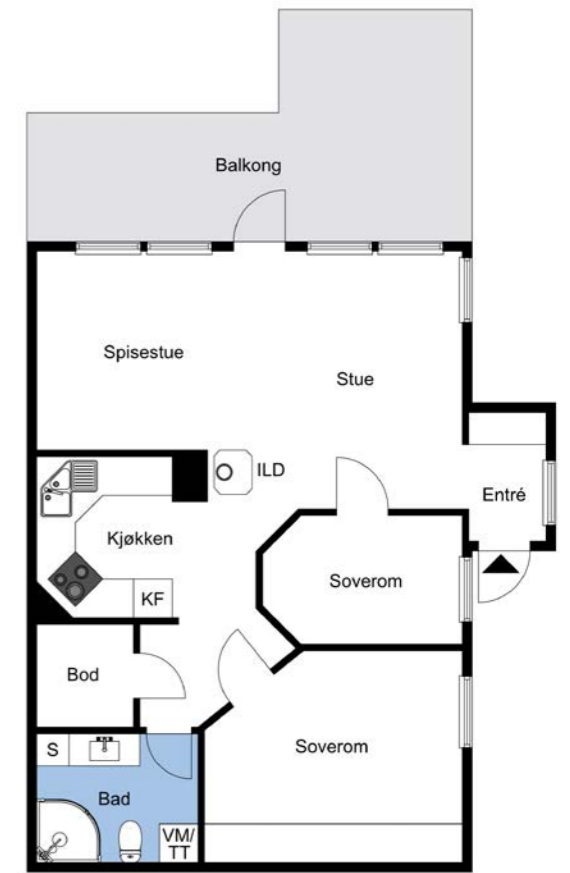 Balkong
Spisestue
Stue
ILD
Entré
Kjøkken
Soverom
KF
Bod
Soverom
S
Bad
VM/
TT